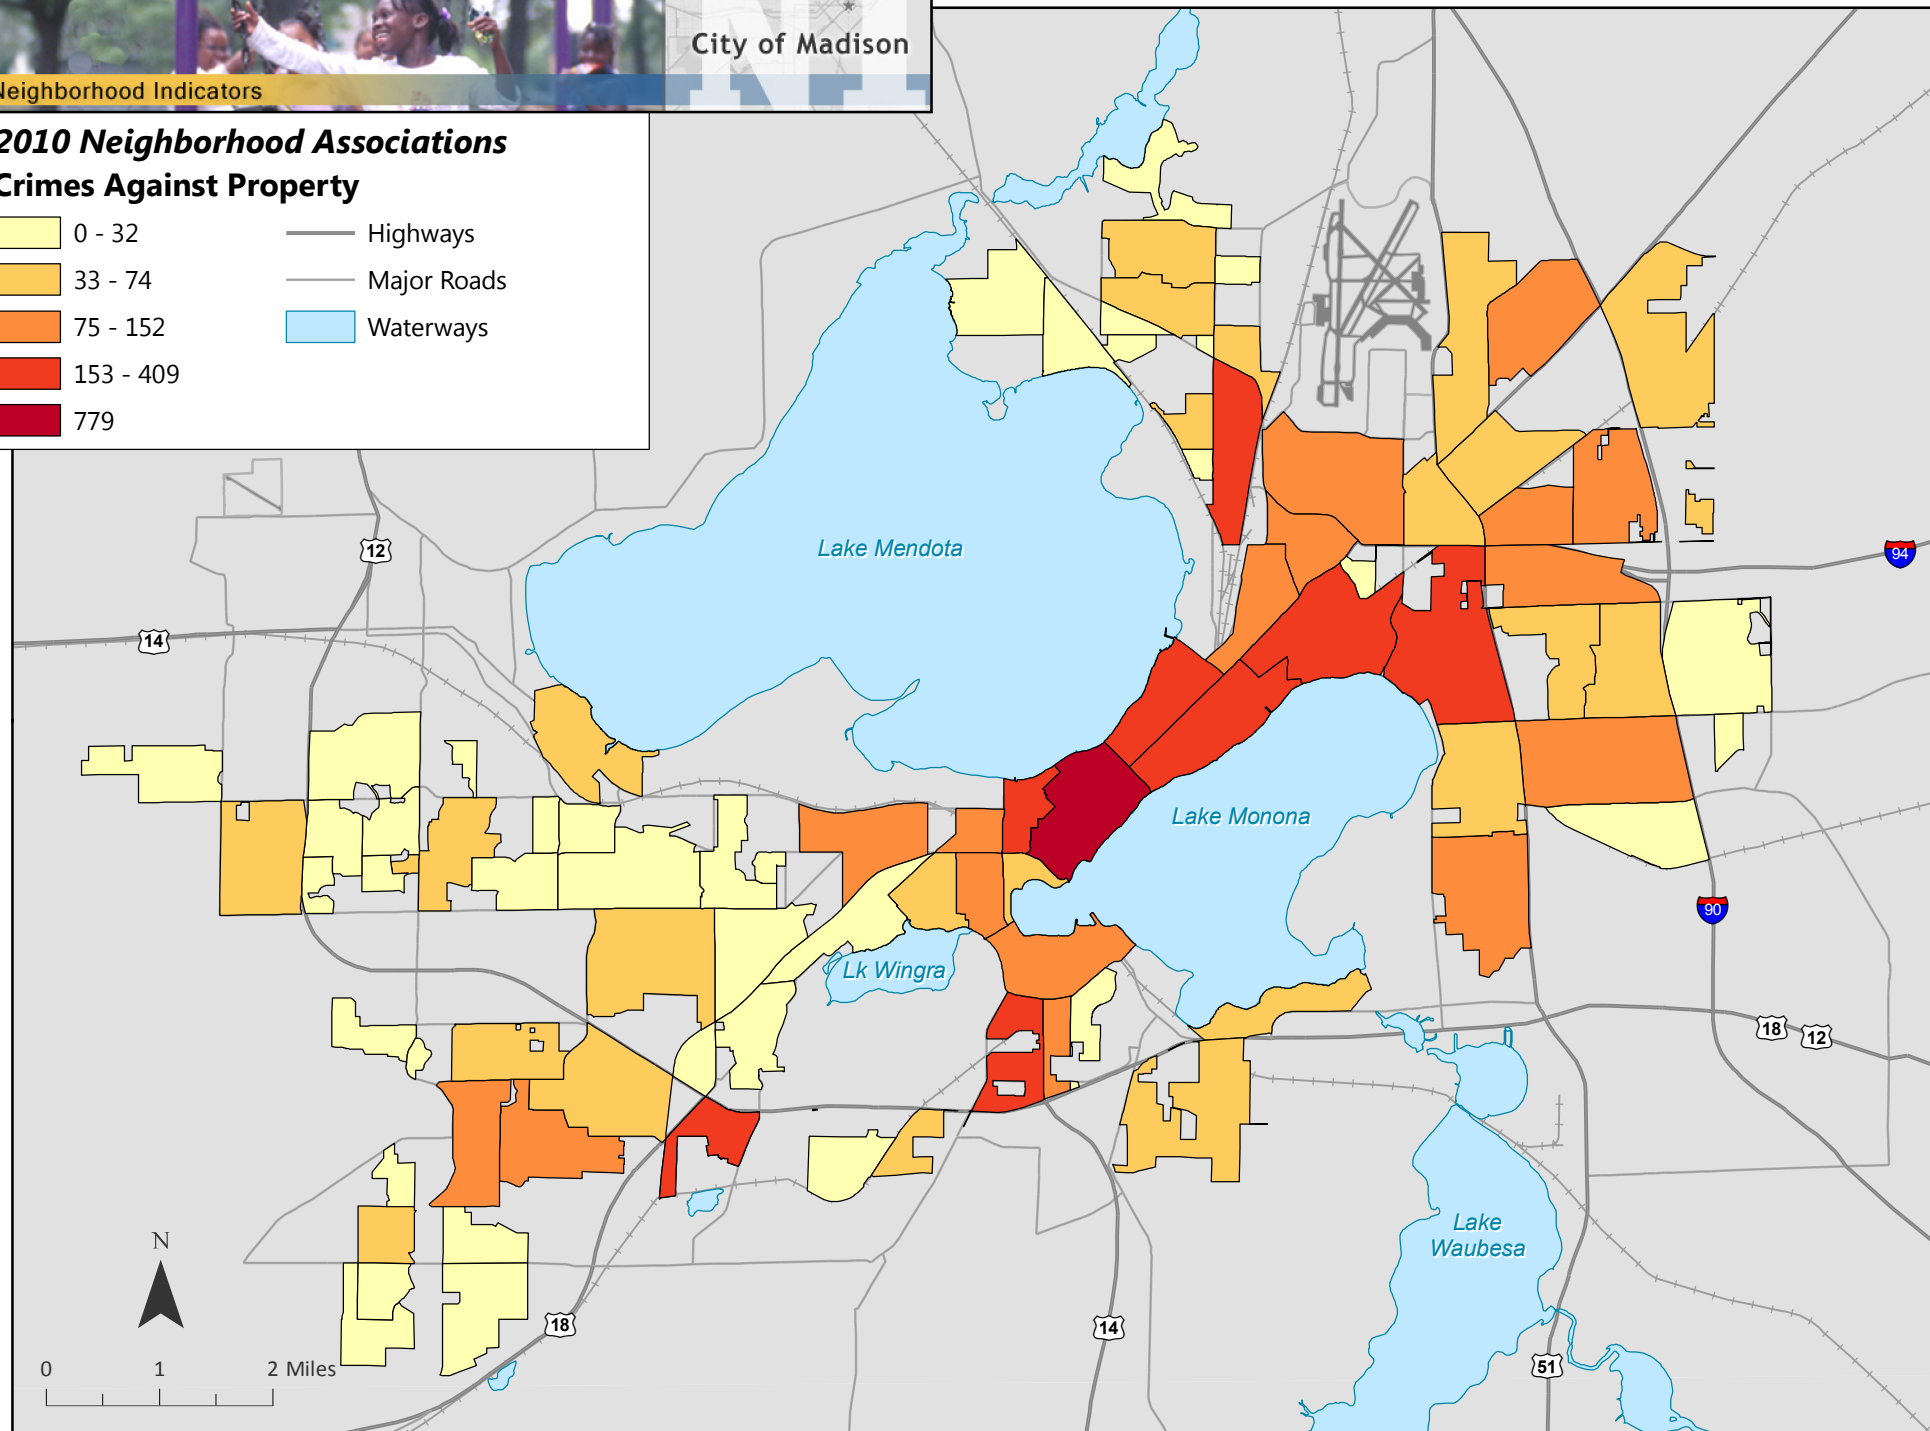 City of Madison
Neighborhood Indicators
2010 Neighborhood Associations
Crimes Against Property
0 - 32
Highways
33 - 74
Major Roads
75 - 152
Waterways
153 - 409
779
12
Lake Mendota
94
14
Lake Monona
90
Lk Wingra
18
12
Lake
Waubesa
N
18
14
51
0 1 2 Miles